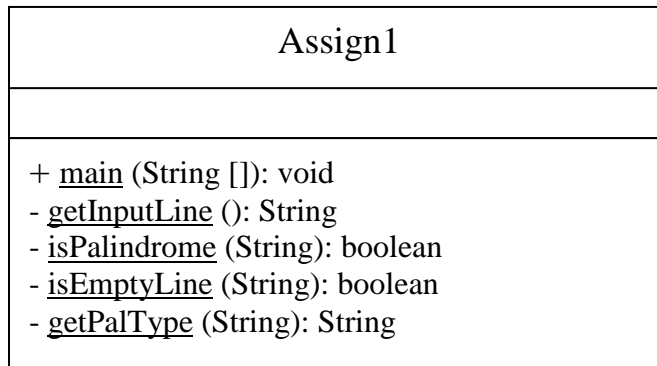 Assign1
+ main (String []): void
- getInputLine (): String
- isPalindrome (String): boolean
- isEmptyLine (String): boolean
- getPalType (String): String